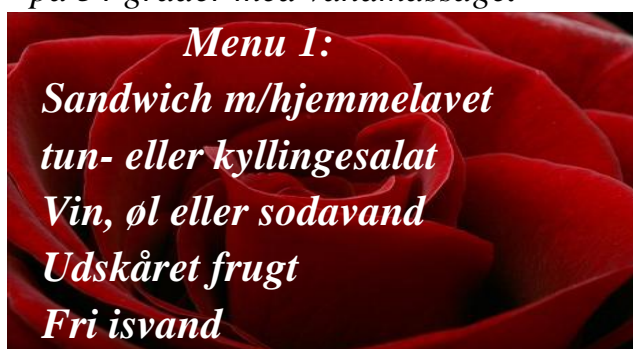 Menu 1:
Sandwich m/hjemmelavet
tun- eller kyllingesalat
Vin, øl eller sodavand
Udskåret frugt
Fri isvand